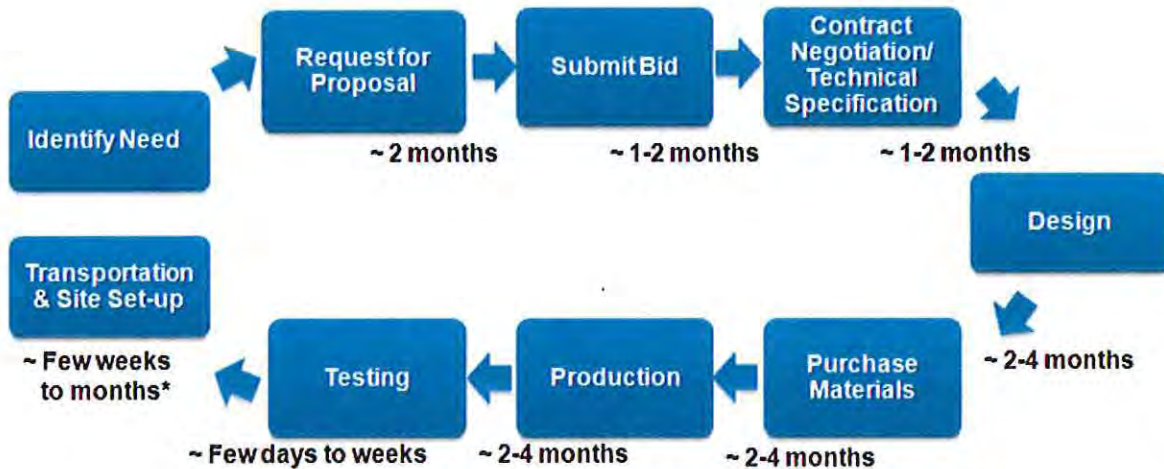 Identify Need
Request for
Proposal
~ 2 months
Submit Bid
~ 1-2 months
Contract
Negotiation/
Technical
Specification
~ 1-2 months
Design
~ 2-4 months
Purchase
Materials
~ 2-4 months
Production
~ 2-4 months
Testing
~ Few days to weeks
Transportation
& Site Set-up
~ Few weeks
to months*